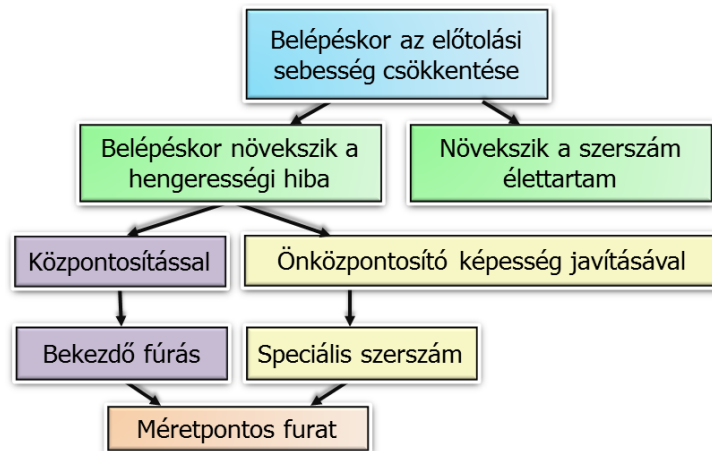 Belépéskor az előtolási
sebesség csökkentése
Belépéskor növekszik a
hengerességi hiba
Növekszik a szerszám
élettartam
Központosítással
Önközpontosító képesség javításával
Bekezdő fúrás
Speciális szerszám
Méretpontos furat